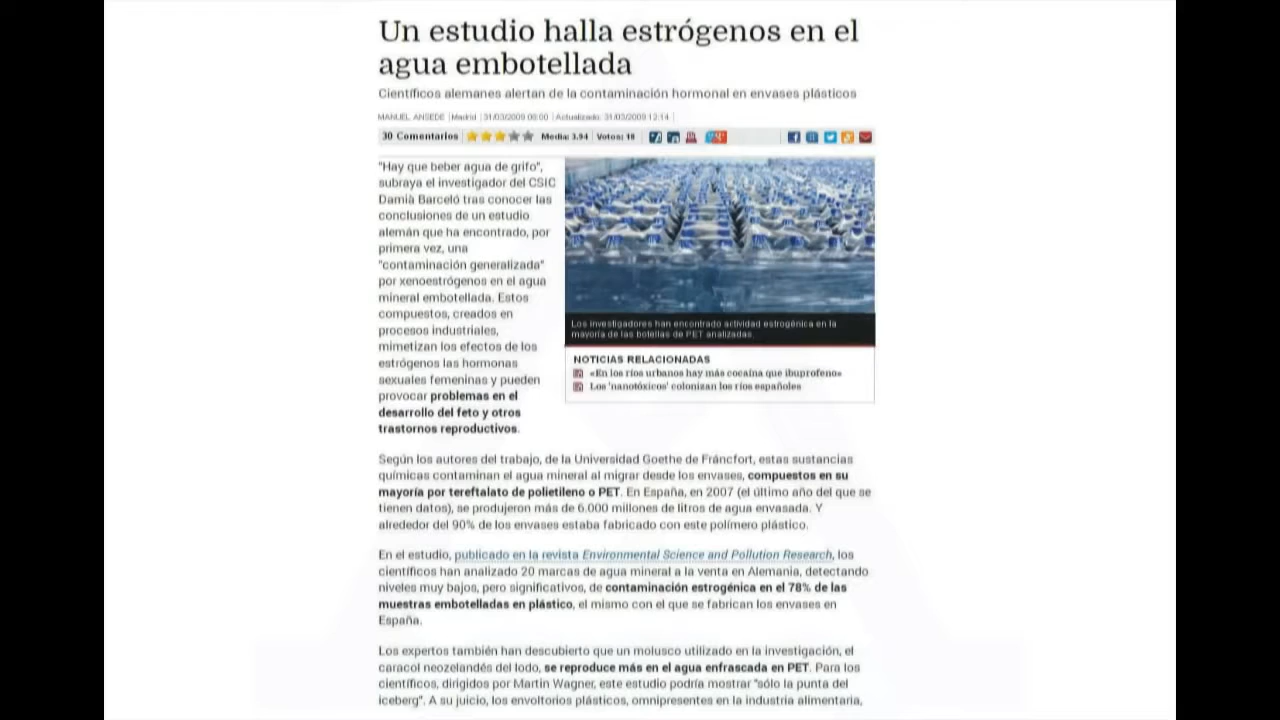 Un estudio halla estrógenos en el
agua embotellada
Científicos alemanes alertan de la contaminación hormonal en envases plásticos
MANUEL ANSEDE | Madrid | 31/03/2009 08:00 | Actualizado: 31/03/2009 12:14 |
30 Comentarios
Media: 3.94
Votos: 18
"Hay que beber agua de grifo",
subraya el investigador del CSIC
Damià Barceló tras conocer las
conclusiones de un estudio
alemán que ha encontrado, por
primera vez, una
"contaminación generalizada"
por xenoestrógenos en el agua
mineral embotellada. Estos
compuestos, creados en
procesos industriales,
mimetizan los efectos de los
estrógenos las hormonas
sexuales femeninas y pueden
provocar problemas en el
desarrollo del feto y otros
trastornos reproductivos.
Los investigadores han encontrado actividad estrogénica en la
mayoría de las botellas de PET analizadas.
NOTICIAS RELACIONADAS
«En los ríos urbanos hay más cocaína que ibuprofeno»
Los 'nanotóxicos' colonizan los ríos españoles
Según los autores del trabajo, de la Universidad Goethe de Fráncfort, estas sustancias
químicas contaminan el agua mineral al migrar desde los envases, compuestos en su
mayoría por tereftalato de polietileno o PET. En España, en 2007 (el último año del que se
tienen datos), se produjeron más de 6.000 millones de litros de agua envasada. Y
alrededor del 90% de los envases estaba fabricado con este polímero plástico.
En el estudio, publicado en la revista Environmental Science and Pollution Research, los
científicos han analizado 20 marcas de agua mineral a la venta en Alemania, detectando
niveles muy bajos, pero significativos, de contaminación estrogénica en el 78% de las
muestras embotelladas en plástico, el mismo con el que se fabrican los envases en
España.
Los expertos también han descubierto que un molusco utilizado en la investigación, el
caracol neozelandés del lodo, se reproduce más en el agua enfrascada en PET. Para los
científicos, dirigidos por Martin Wagner, este estudio podría mostrar "sólo la punta del
iceberg". A su juicio, los envoltorios plásticos, omnipresentes en la industria alimentaria,